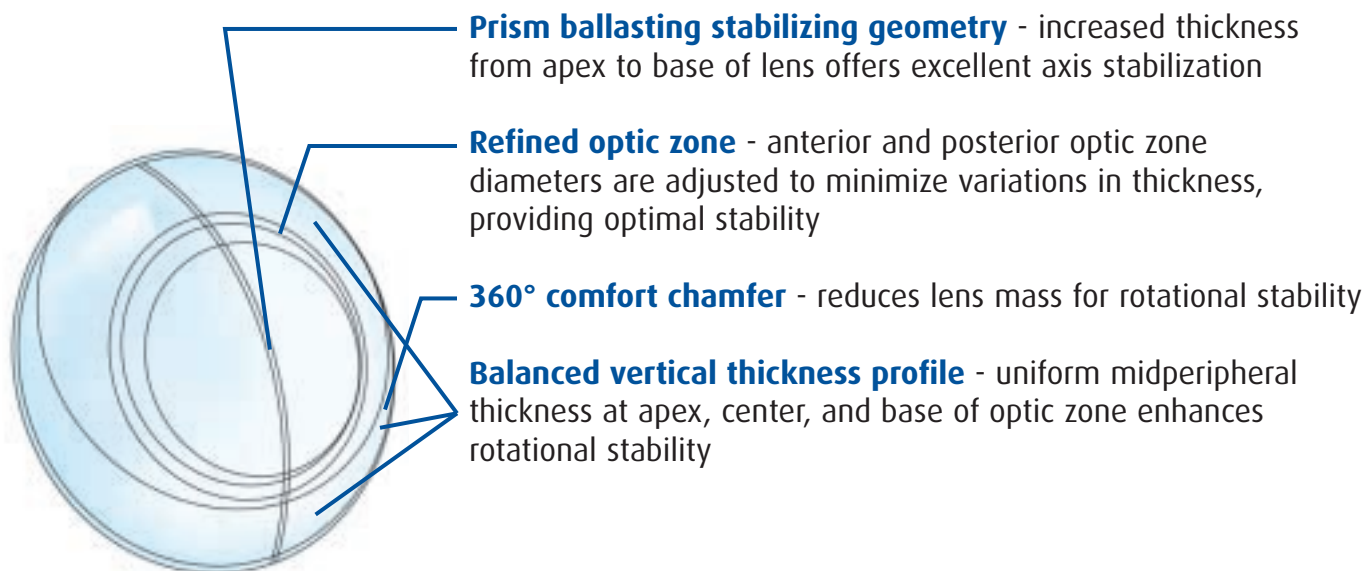 Prism ballasting stabilizing geometry - increased thickness
from apex to base of lens offers excellent axis stabilization
Refined optic zone - anterior and posterior optic zone
diameters are adjusted to minimize variations in thickness,
providing optimal stability
360° comfort chamfer - reduces lens mass for rotational stability
Balanced vertical thickness profile - uniform midperipheral
thickness at apex, center, and base of optic zone enhances
rotational stability